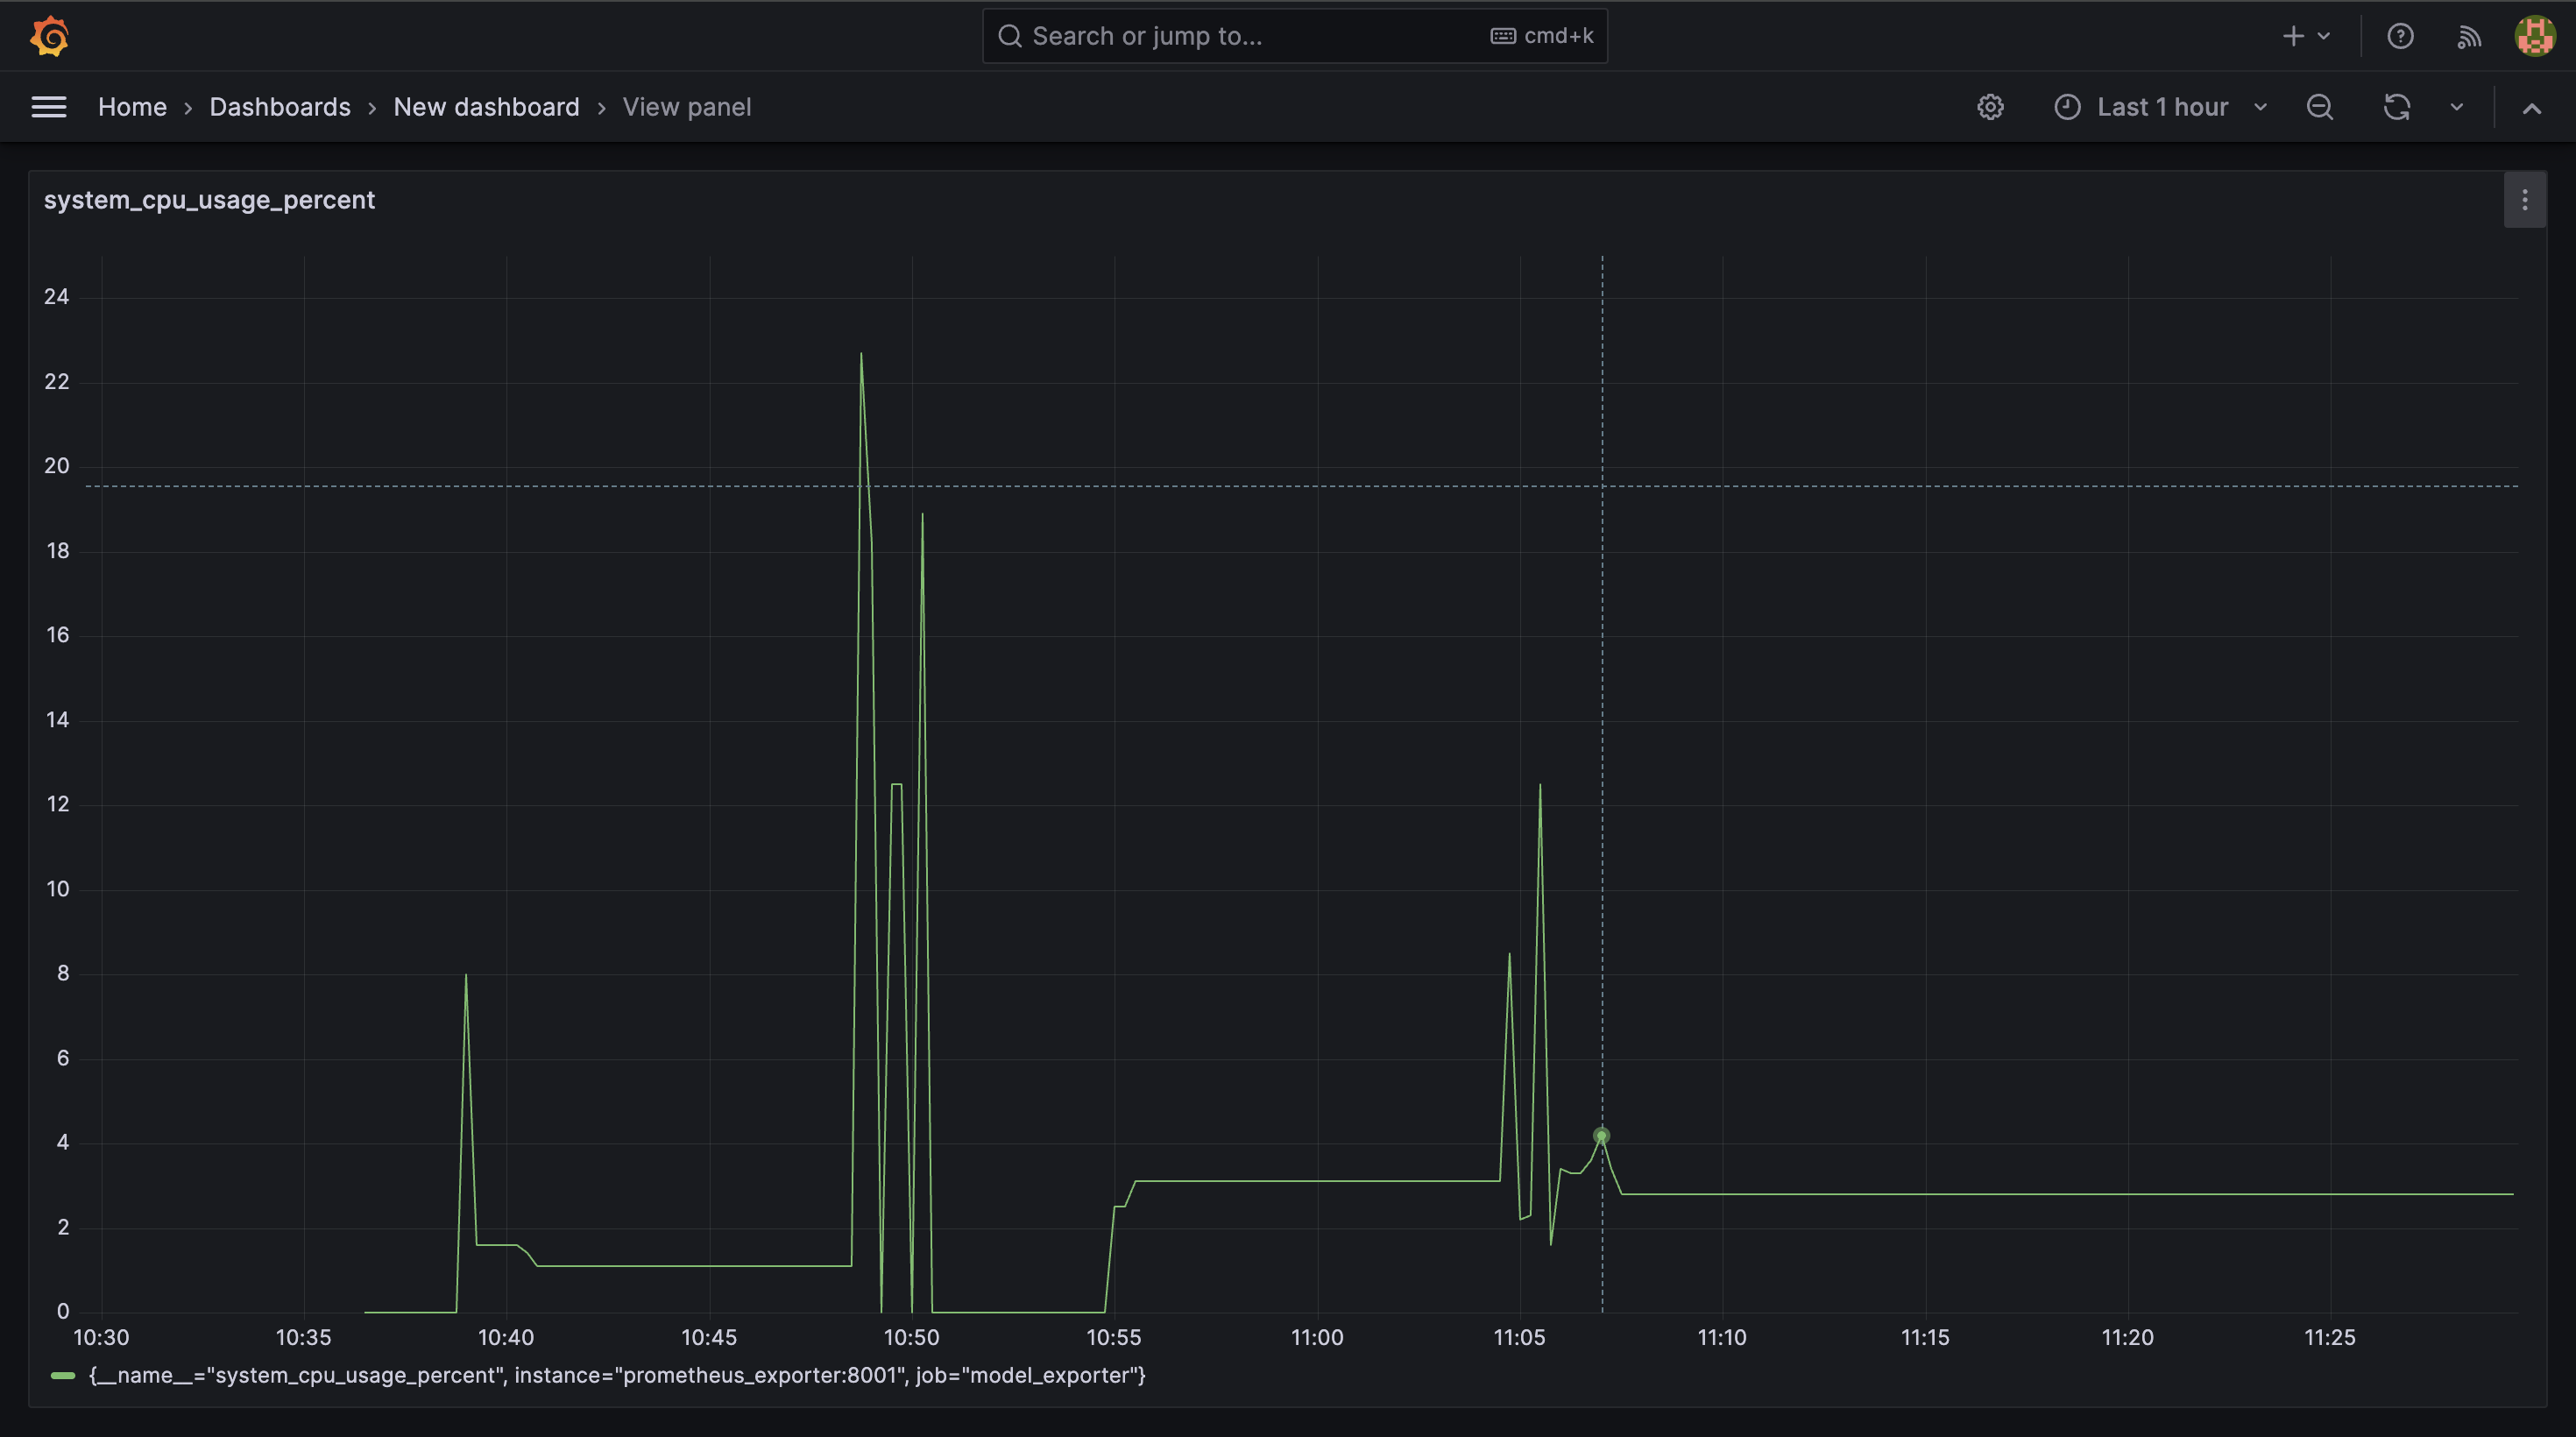 Search or jump to...
cmd+k
Home
Dashboards
New dashboard
View panel
Last 1 hour
system_cpu_usage_percent
24
22
20
18
16
14
12
10
8
6
4
2
0
10:30
10:35
10:40
10:45
10:50
10:55
11:00
11:05
11:10
11:15
11:20
11:25
{__name__="system_cpu_usage_percent", instance="prometheus_exporter:8001", job="model_exporter"}